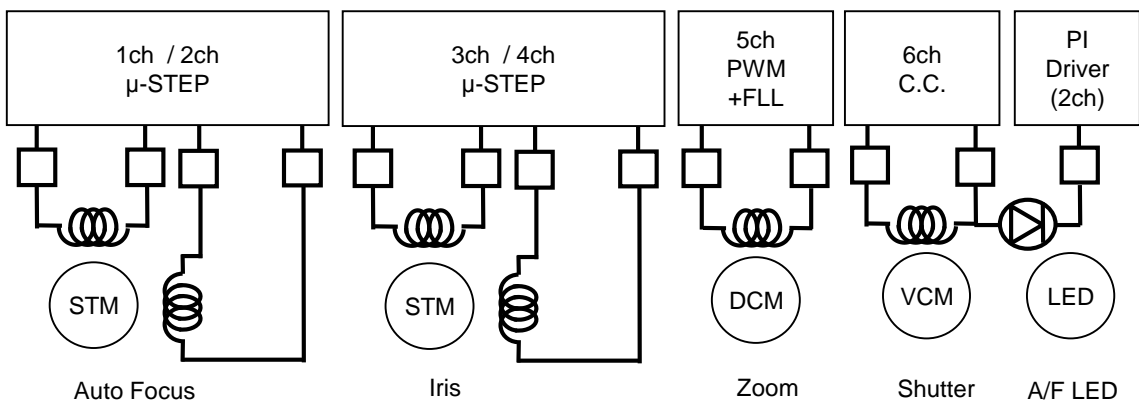 1ch / 2ch
µ-STEP
3ch / 4ch
µ-STEP
5ch
PWM
+FLL
6ch
C.C.
PI
Driver
(2ch)
STM
STM
DCM
VCM
LED
Auto Focus
Iris
Zoom
Shutter
A/F LED